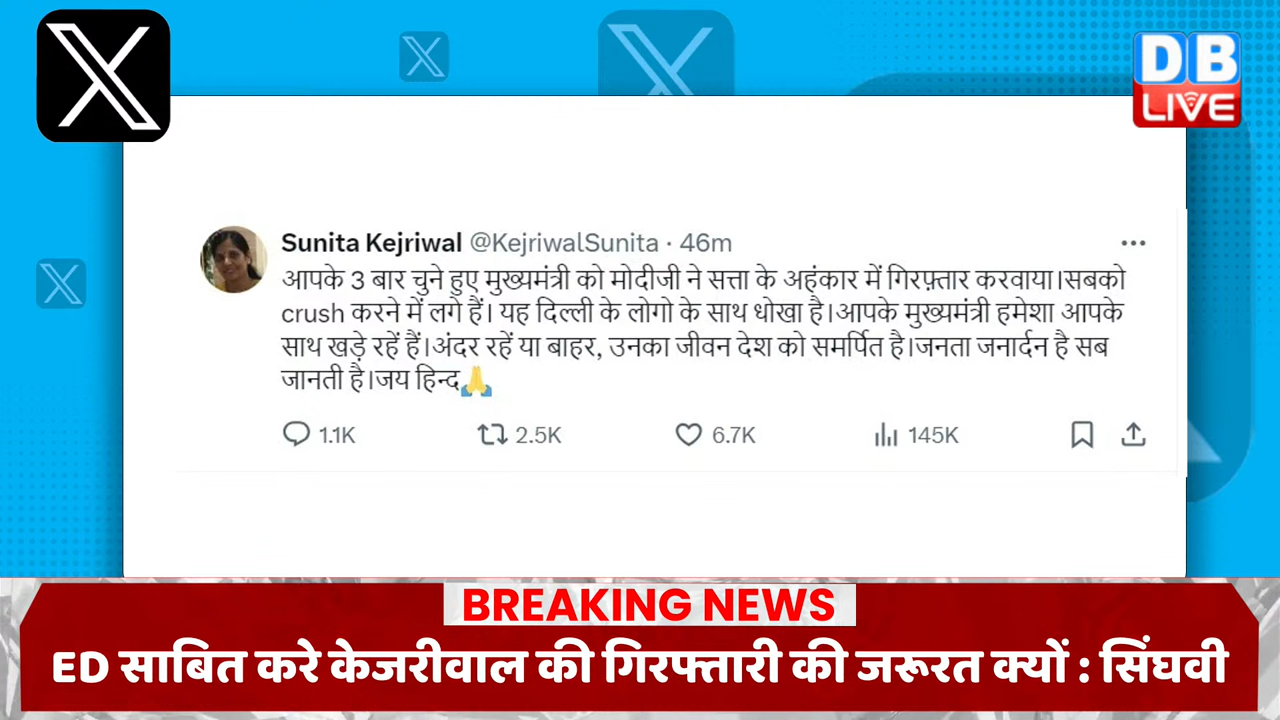 DB
LIVE
Sunita Kejriwal @KejriwalSunita · 46m
आपके 3 बार चुने हुए मुख्यमंत्री को मोदीजी ने सत्ता के अहंकार में गिरफ़्तार करवाया।सबको
crush करने में लगे हैं। यह दिल्ली के लोगो के साथ धोखा है।आपके मुख्यमंत्री हमेशा आपके
साथ खड़े रहें हैं।अंदर रहें या बाहर, उनका जीवन देश को समर्पित है।जनता जनार्दन है सब
जानती है।जय हिन्द🙏
1.1K 2.5K 6.7K 145K
BREAKING NEWS
ED साबित करे केजरीवाल की गिरफ्तारी की जरूरत क्यों : सिंघवी